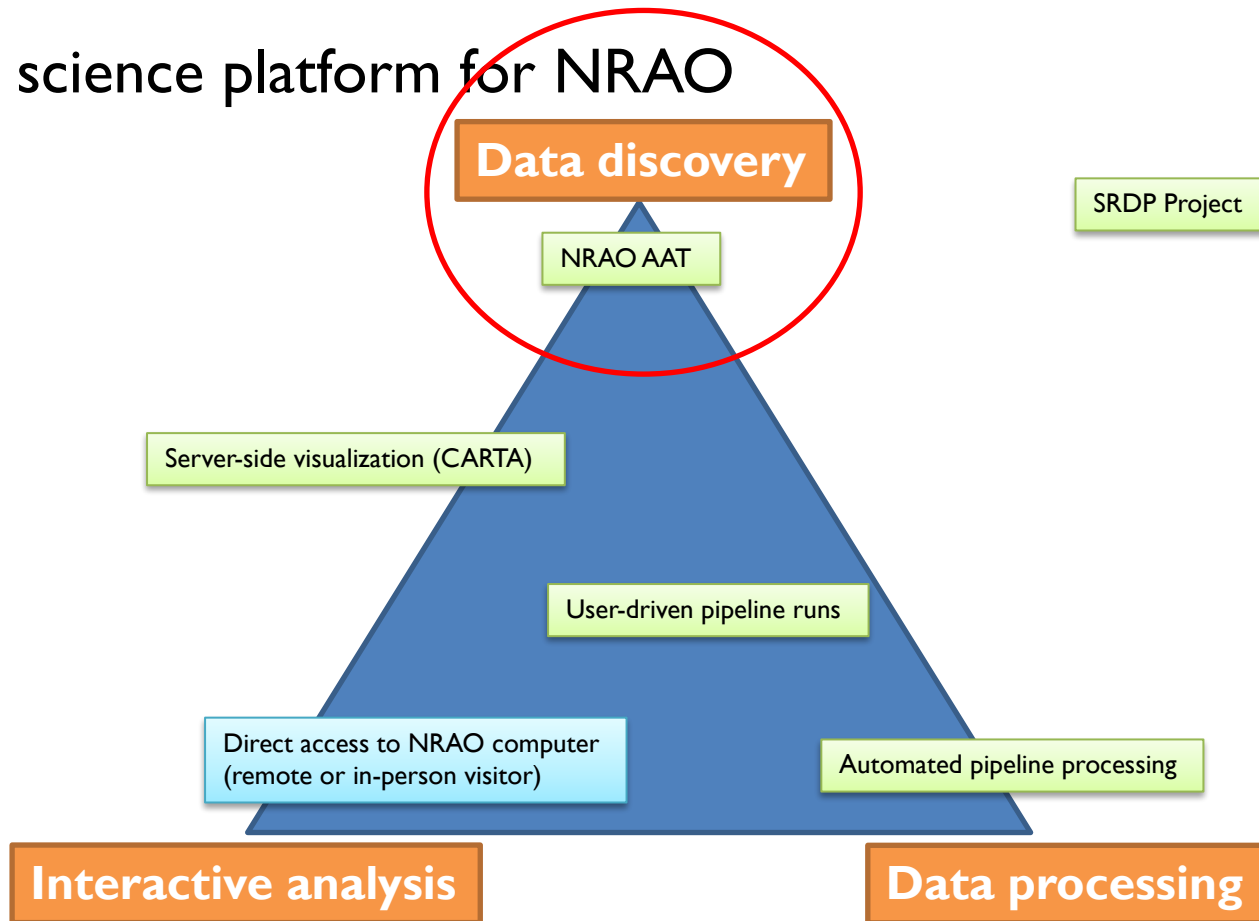 science platform for NRAO
Data discovery
SRDP Project
NRAO AAT
Server-side visualization (CARTA)
User-driven pipeline runs
Direct access to NRAO computer
(remote or in-person visitor)
Automated pipeline processing
Interactive analysis
Data processing